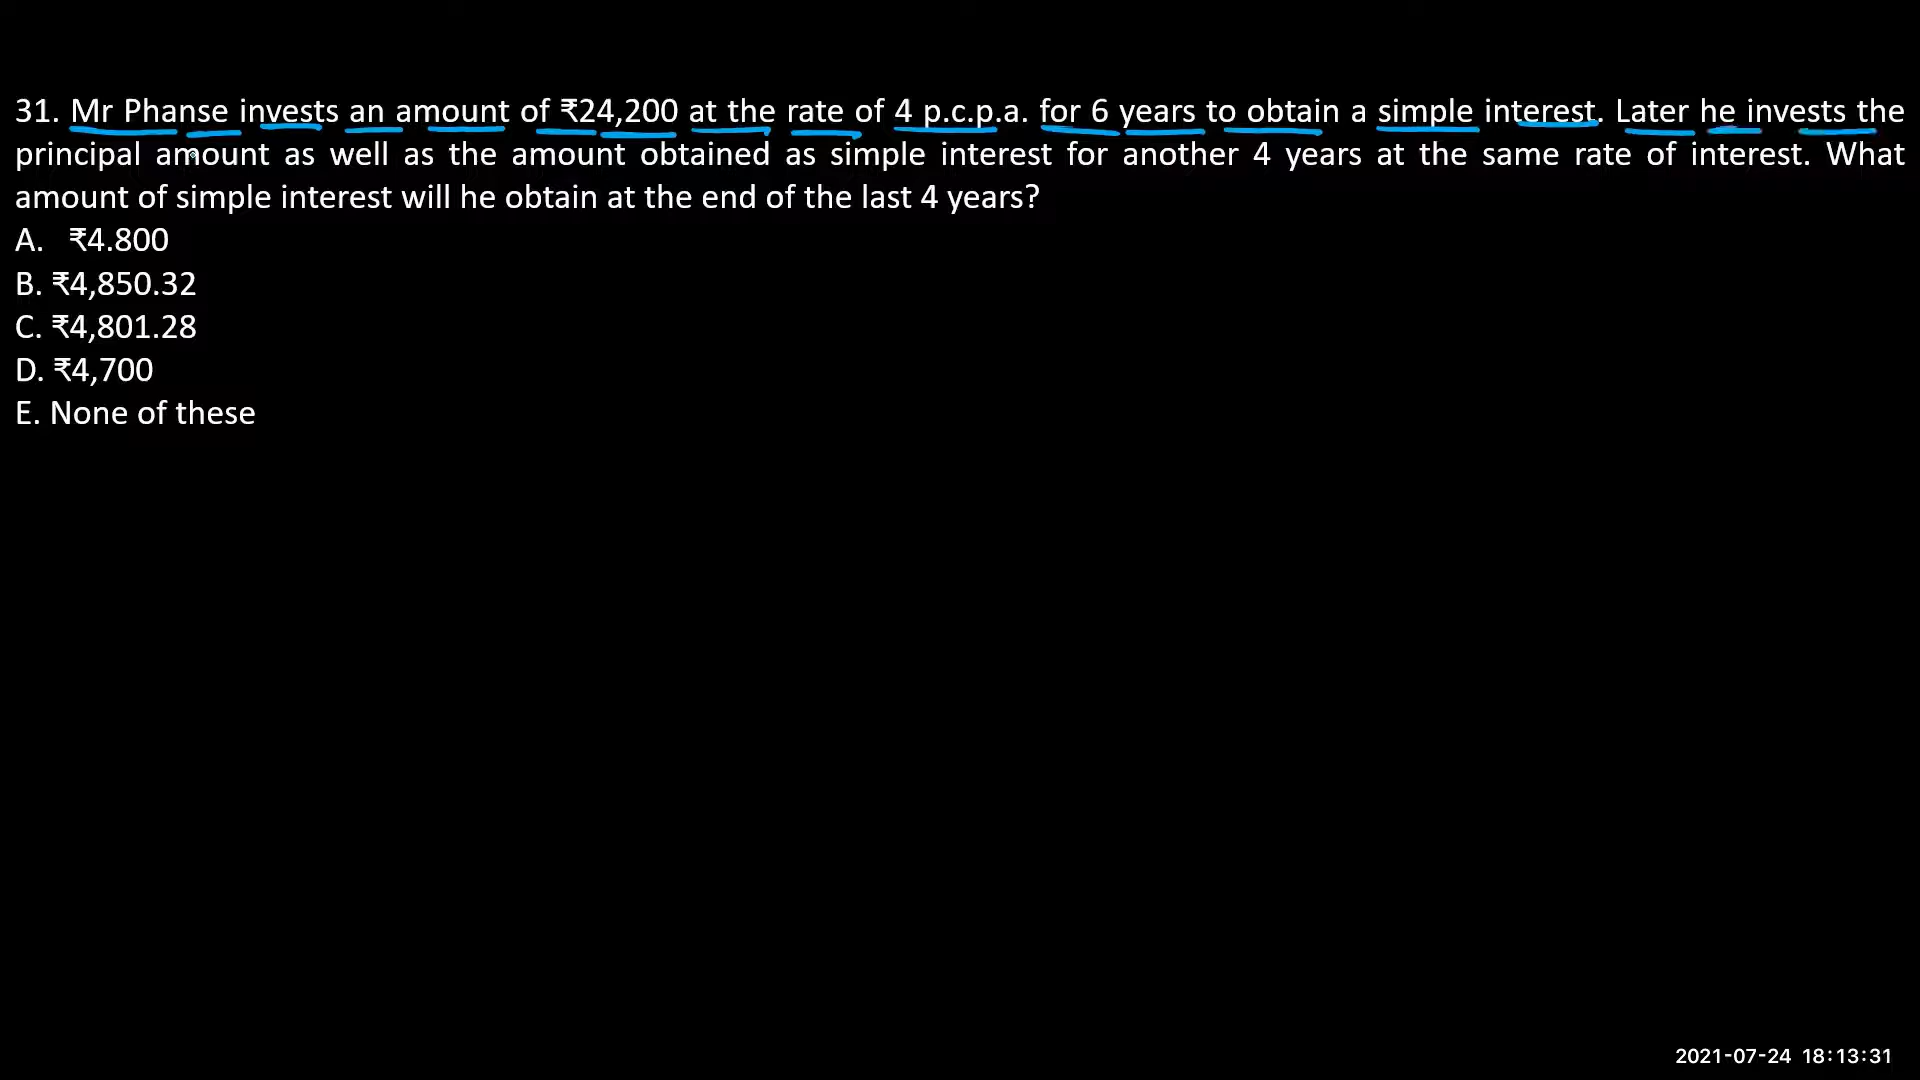 31. Mr Phanse invests an amount of ₹24,200 at the rate of 4 p.c.p.a. for 6 years to obtain a simple interest. Later he invests the
principal amount as well as the amount obtained as simple interest for another 4 years at the same rate of interest. What
amount of simple interest will he obtain at the end of the last 4 years?
A. ₹4.800
B. ₹4,850.32
C. ₹4,801.28
D. ₹4,700
E. None of these
2021-07-24 18:13:31